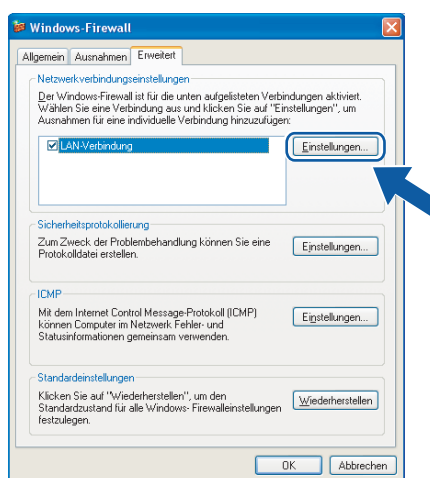 Windows-Firewall
Allgemein Ausnahmen Erweitert
Netzwerkverbindungseinstellungen
Der Windows-Firewall ist für die unten aufgelisteten Verbindungen aktiviert.
Wählen Sie eine Verbindung aus und klicken Sie auf "Einstellungen", um
Ausnahmen für eine individuelle Verbindung hinzuzufügen:
LAN-Verbindung
Einstellungen...
Sicherheitsprotokollierung
Zum Zweck der Problembehandlung können Sie eine
Protokolldatei erstellen.
Einstellungen...
ICMP
Mit dem Internet Control Message-Protokoll (ICMP)
können Computer im Netzwerk Fehler- und
Statusinformationen gemeinsam verwenden.
Einstellungen...
Standardeinstellungen
Klicken Sie auf "Wiederherstellen", um den
Standardzustand für alle Windows- Firewalleinstellungen
festzulegen.
Wiederherstellen
OK Abbrechen